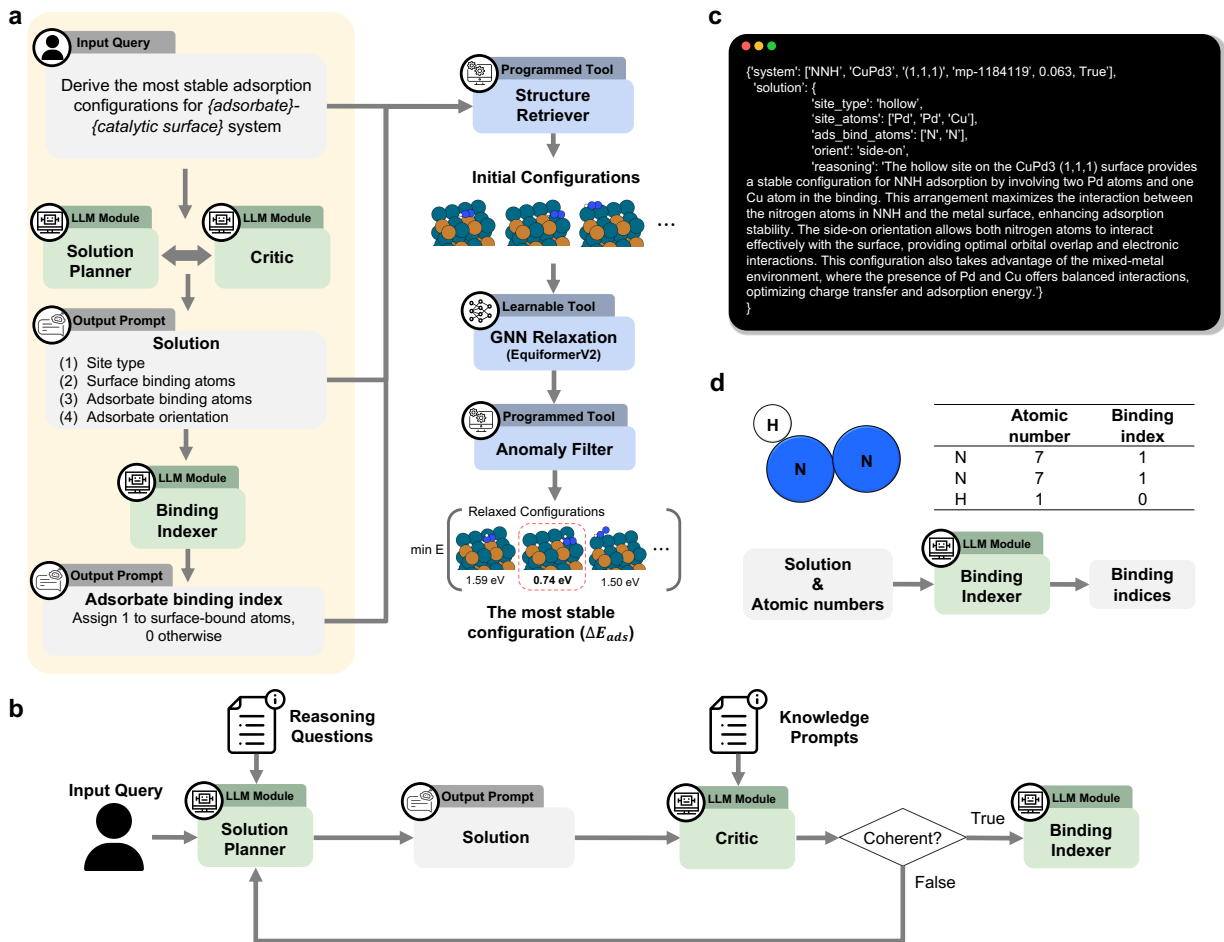 a
Input Query
Derive the most stable adsorption
configurations for {adsorbate}-
{catalytic surface} system
LLM Module
Solution
Planner
LLM Module
Critic
Output Prompt
Solution
(1) Site type
(2) Surface binding atoms
(3) Adsorbate binding atoms
(4) Adsorbate orientation
LLM Module
Binding
Indexer
Output Prompt
Adsorbate binding index
Assign 1 to surface-bound atoms,
0 otherwise
Programmed Tool
Structure
Retriever
Initial Configurations
...
Learnable Tool
GNN Relaxation
(EquiformerV2)
Programmed Tool
Anomaly Filter
Relaxed Configurations
min E
...
1.59 eV 0.74 eV 1.50 eV
The most stable
configuration (ΔE_ads)
c
{'system': ['NNH', 'CuPd3', '(1,1,1)', 'mp-1184119', 0.063, True'],
'solution': {
'site_type': 'hollow',
'site_atoms': ['Pd', 'Pd', 'Cu'],
'ads_bind_atoms': ['N', 'N'],
'orient': 'side-on',
'reasoning': 'The hollow site on the CuPd3 (1,1,1) surface provides
a stable configuration for NNH adsorption by involving two Pd atoms and one
Cu atom in the binding. This arrangement maximizes the interaction between
the nitrogen atoms in NNH and the metal surface, enhancing adsorption
stability. The side-on orientation allows both nitrogen atoms to interact
effectively with the surface, providing optimal orbital overlap and electronic
interactions. This configuration also takes advantage of the mixed-metal
environment, where the presence of Pd and Cu offers balanced interactions,
optimizing charge transfer and adsorption energy.'}
}
d
H
N N
Atomic number Binding index
N 7 1
N 7 1
H 1 0
Solution
&
Atomic numbers
LLM Module
Binding
Indexer
Binding
indices
b
Reasoning
Questions
Knowledge
Prompts
Input Query
LLM Module
Solution
Planner
Output Prompt
Solution
LLM Module
Critic
Coherent?
True
False
LLM Module
Binding
Indexer